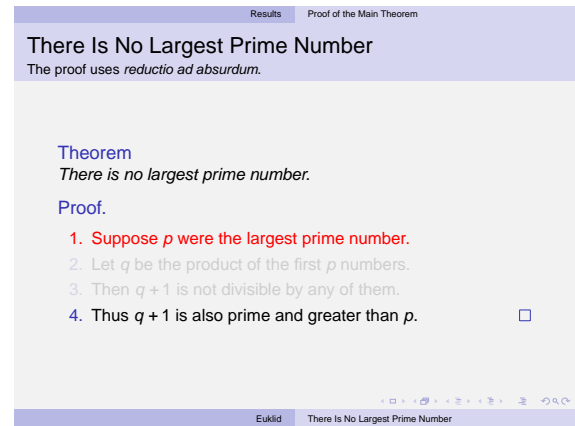 Results Proof of the Main Theorem
There Is No Largest Prime Number
The proof uses reductio ad absurdum.
Theorem
There is no largest prime number.
Proof.
1. Suppose p were the largest prime number.
2. Let q be the product of the first p numbers.
3. Then q + 1 is not divisible by any of them.
4. Thus q + 1 is also prime and greater than p.
Euklid There Is No Largest Prime Number